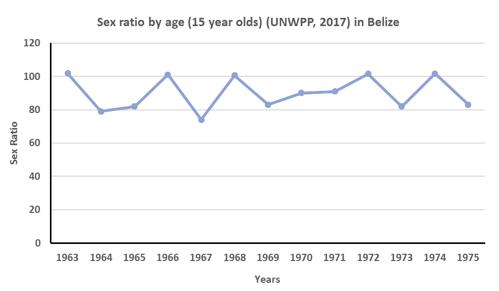 Sex ratio by age (15 year olds) (UNWPP, 2017) in Belize
120
100
80
60
40
20
0
Sex Ratio
1963 1964 1965 1966 1967 1968 1969 1970 1971 1972 1973 1974 1975
Years